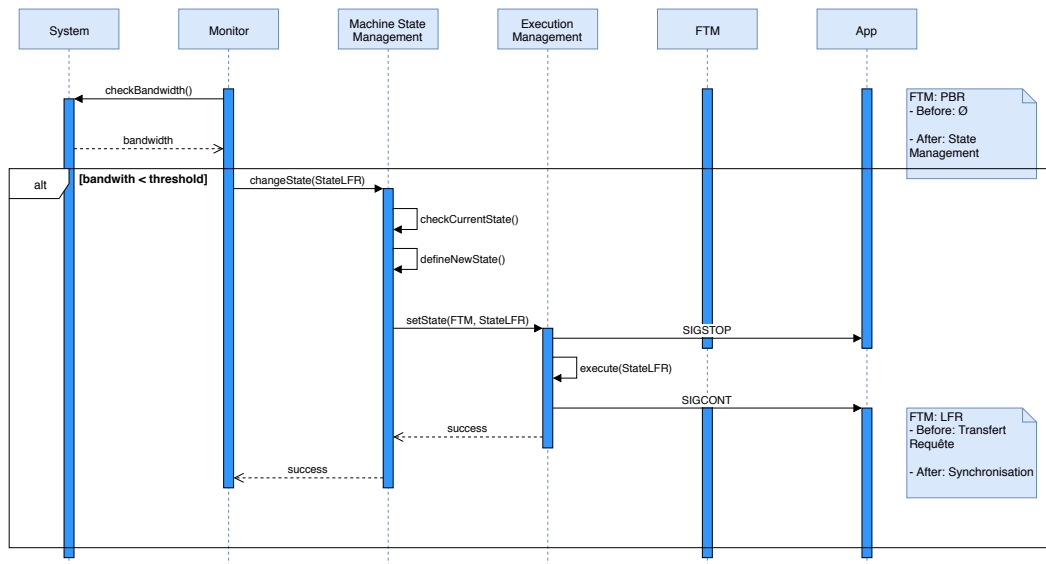 System
Monitor
Machine State
Management
Execution
Management
FTM
App
checkBandwidth()
FTM: PBR
- Before: Ø
- After: State
Management
bandwidth
alt
[bandwith < threshold]
changeState(StateLFR)
checkCurrentState()
defineNewState()
setState(FTM, StateLFR)
SIGSTOP
execute(StateLFR)
SIGCONT
FTM: LFR
- Before: Transfert
Requête
- After: Synchronisation
success
success